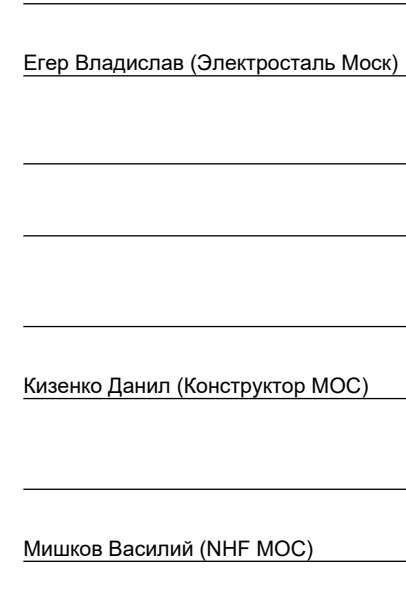 Егер Владислав (Электросталь Моск)
Кизенко Данил (Конструктор МОС)
Мишков Василий (NHF МОС)